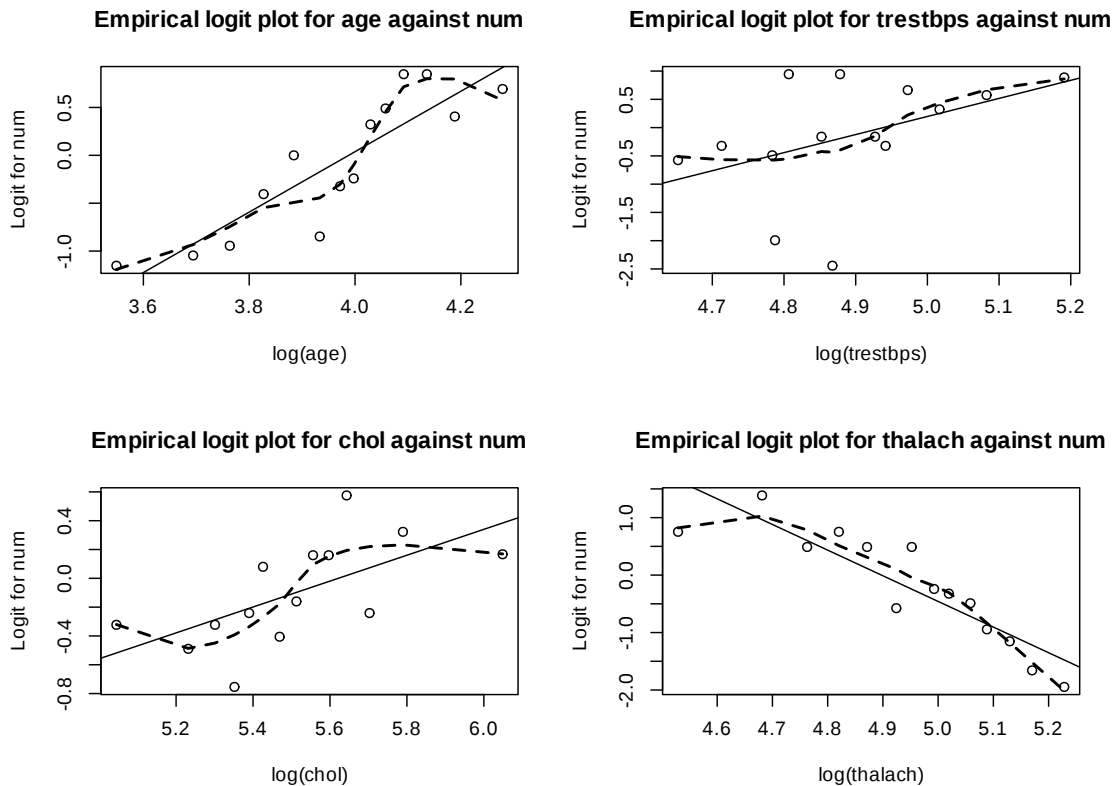 Empirical logit plot for age against num
Logit for num
0.5
0.0
-1.0
3.6 3.8 4.0 4.2
log(age)
Empirical logit plot for trestbps against num
Logit for num
0.5
-0.5
-1.5
-2.5
4.7 4.8 4.9 5.0 5.1 5.2
log(trestbps)
Empirical logit plot for chol against num
Logit for num
0.4
0.0
-0.4
-0.8
5.2 5.4 5.6 5.8 6.0
log(chol)
Empirical logit plot for thalach against num
Logit for num
1.0
0.0
-1.0
-2.0
4.6 4.7 4.8 4.9 5.0 5.1 5.2
log(thalach)